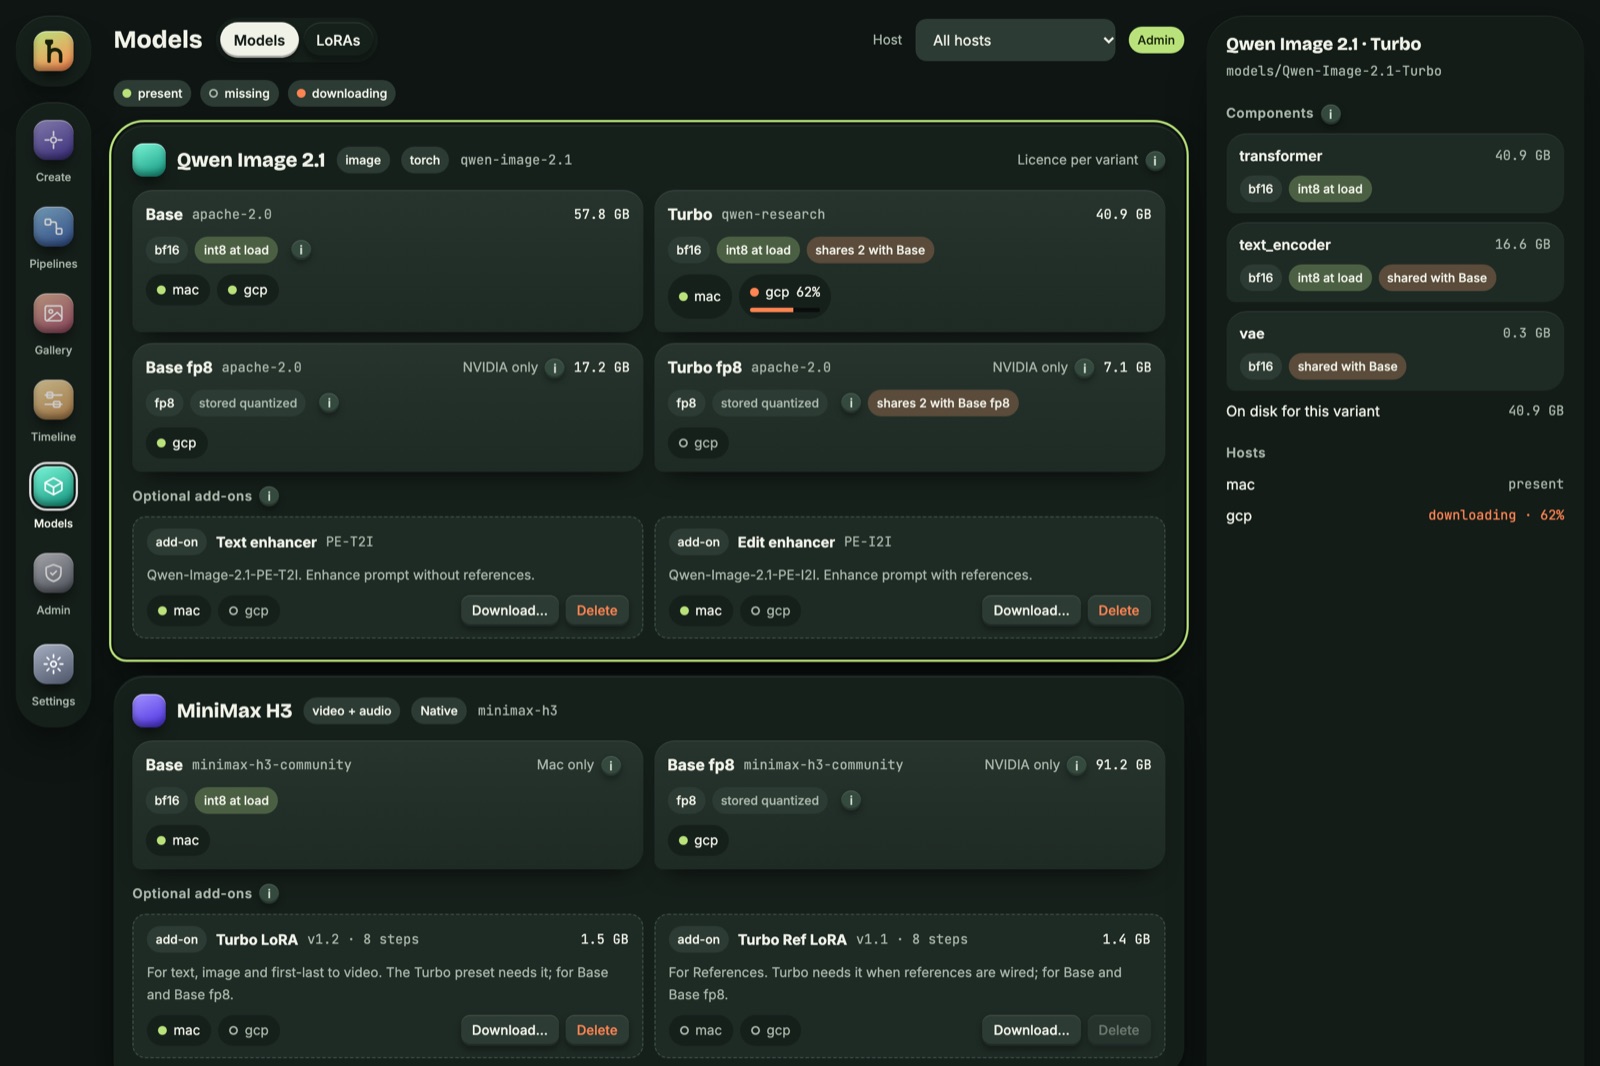 h
Create
Pipelines
Gallery
Timeline
Models
Admin
Settings
Models
Models
LoRAs
Host
All hosts
Admin
present
missing
downloading
Qwen Image 2.1
image
torch
qwen-image-2.1
Licence per variant i
Base apache-2.0 57.8 GB
bf16 int8 at load i
mac gcp
Turbo qwen-research 40.9 GB
bf16 int8 at load shares 2 with Base
mac gcp 62%
Base fp8 apache-2.0 NVIDIA only i 17.2 GB
fp8 stored quantized i
gcp
Turbo fp8 apache-2.0 NVIDIA only i 7.1 GB
fp8 stored quantized i shares 2 with Base fp8
gcp
Optional add-ons i
add-on Text enhancer PE-T2I
Qwen-Image-2.1-PE-T2I. Enhance prompt without references.
mac gcp Download... Delete
add-on Edit enhancer PE-I2I
Qwen-Image-2.1-PE-I2I. Enhance prompt with references.
mac gcp Download... Delete
MiniMax H3 video + audio Native minimax-h3
Base minimax-h3-community Mac only i
bf16 int8 at load
mac
Base fp8 minimax-h3-community NVIDIA only i 91.2 GB
fp8 stored quantized i
gcp
Optional add-ons i
add-on Turbo LoRA v1.2 · 8 steps 1.5 GB
For text, image and first-last to video. The Turbo preset needs it; for Base
and Base fp8.
mac gcp Download... Delete
add-on Turbo Ref LoRA v1.1 · 8 steps 1.4 GB
For References. Turbo needs it when references are wired; for Base and
Base fp8.
mac gcp Download... Delete
Qwen Image 2.1 · Turbo
models/Qwen-Image-2.1-Turbo
Components i
transformer 40.9 GB
bf16 int8 at load
text_encoder 16.6 GB
bf16 int8 at load shared with Base
vae 0.3 GB
bf16 shared with Base
On disk for this variant 40.9 GB
Hosts
mac present
gcp downloading · 62%